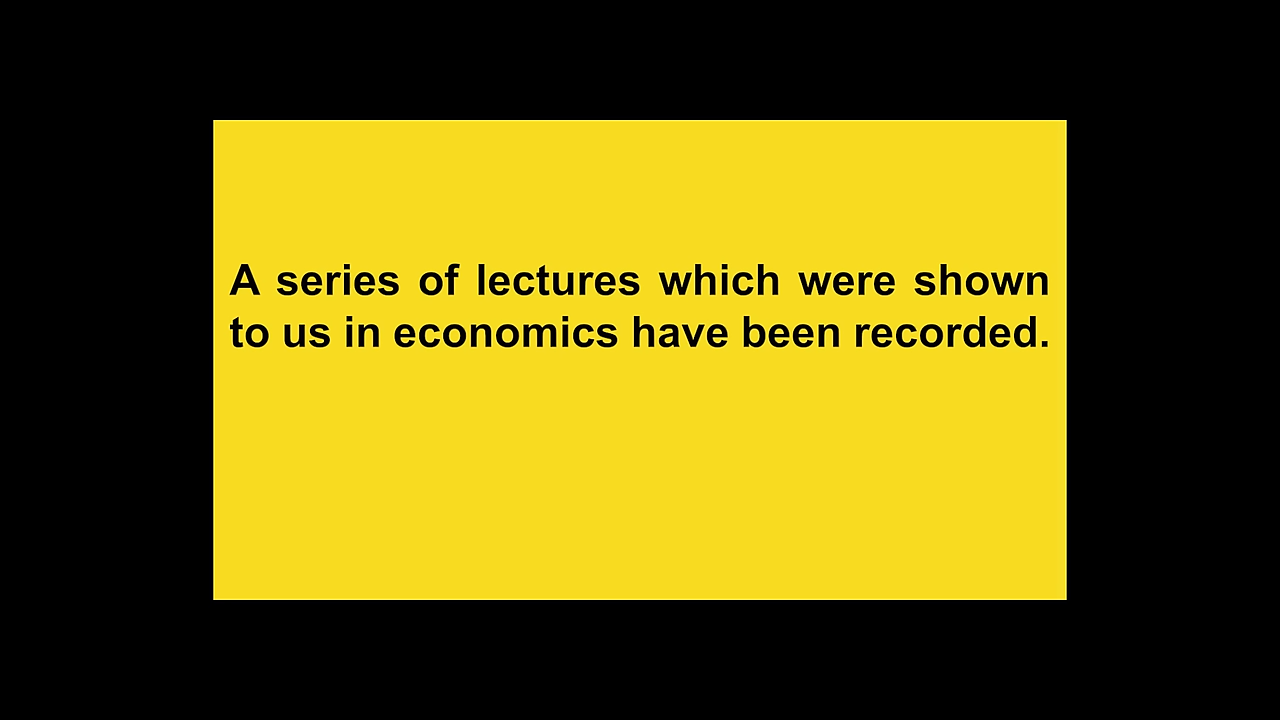 A series of lectures which were shown
to us in economics have been recorded.